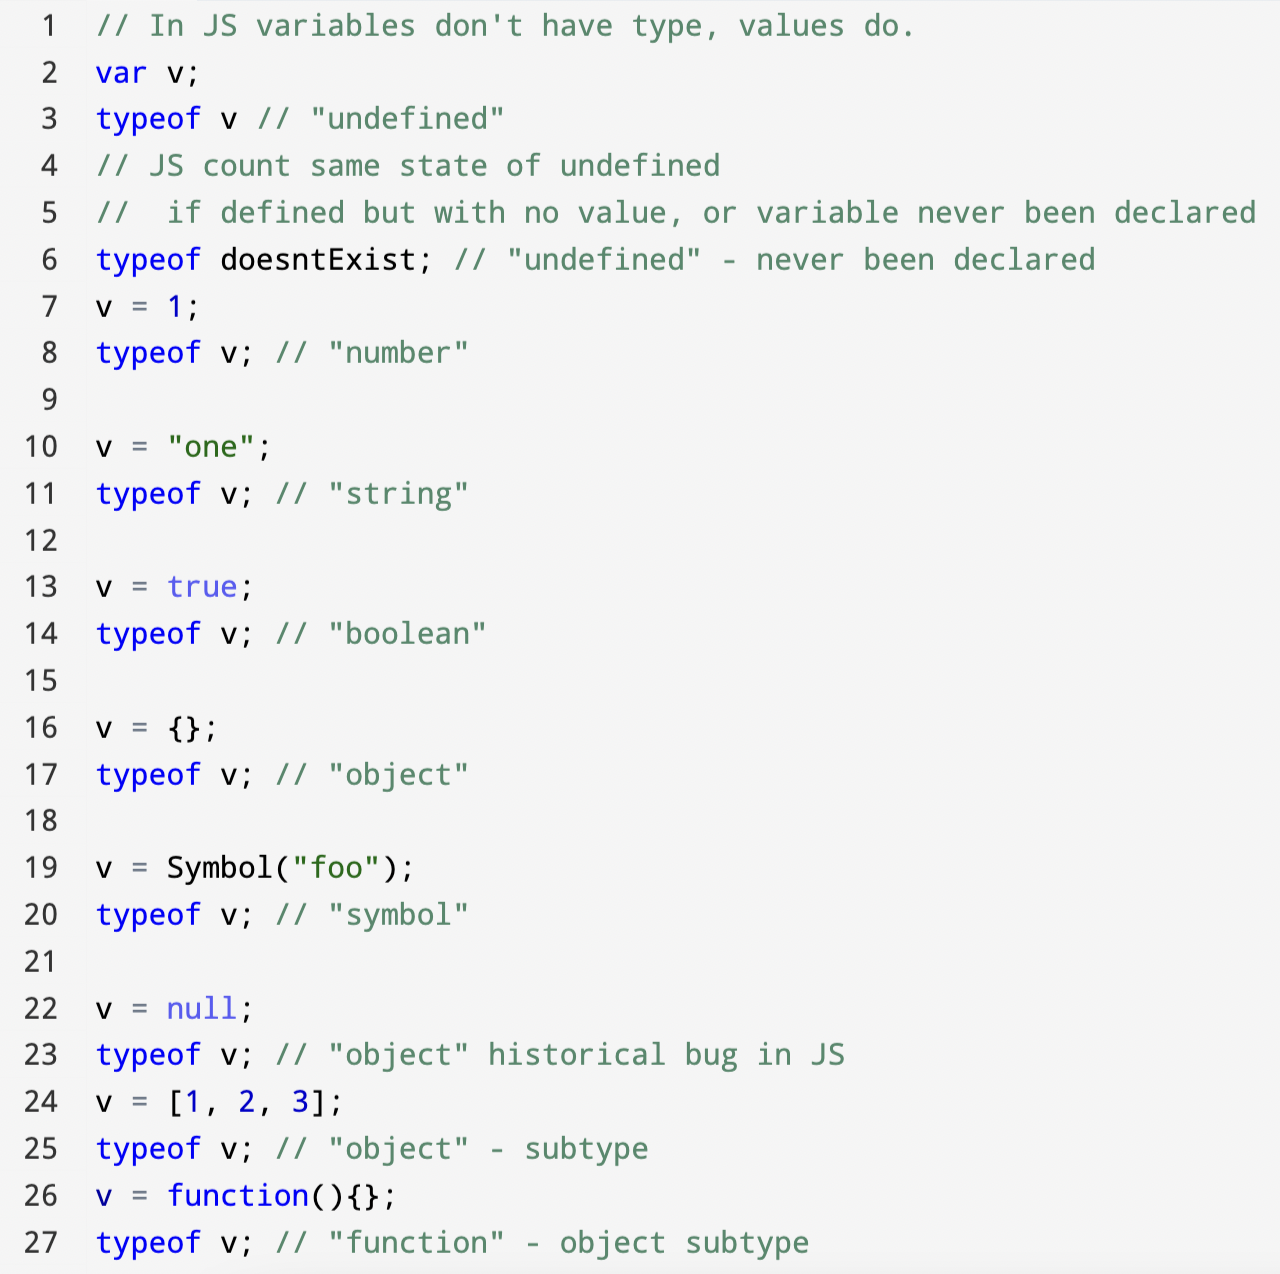 1 // In JS variables don't have type, values do.
2 var v;
3 typeof v // "undefined"
4 // JS count same state of undefined
5 //  if defined but with no value, or variable never been declared
6 typeof doesntExist; // "undefined" - never been declared
7 v = 1;
8 typeof v; // "number"
9
10 v = "one";
11 typeof v; // "string"
12
13 v = true;
14 typeof v; // "boolean"
15
16 v = {};
17 typeof v; // "object"
18
19 v = Symbol("foo");
20 typeof v; // "symbol"
21
22 v = null;
23 typeof v; // "object" historical bug in JS
24 v = [1, 2, 3];
25 typeof v; // "object" - subtype
26 v = function(){};
27 typeof v; // "function" - object subtype